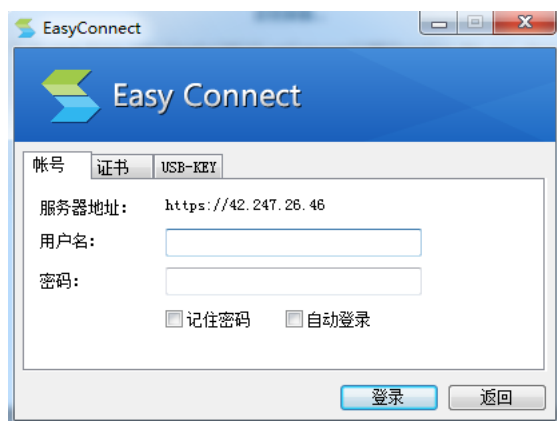 EasyConnect
Easy Connect
帐号 证书 USB-KEY
服务器地址: https://42.247.26.46
用户名:
密码:
记住密码 自动登录
登录 返回